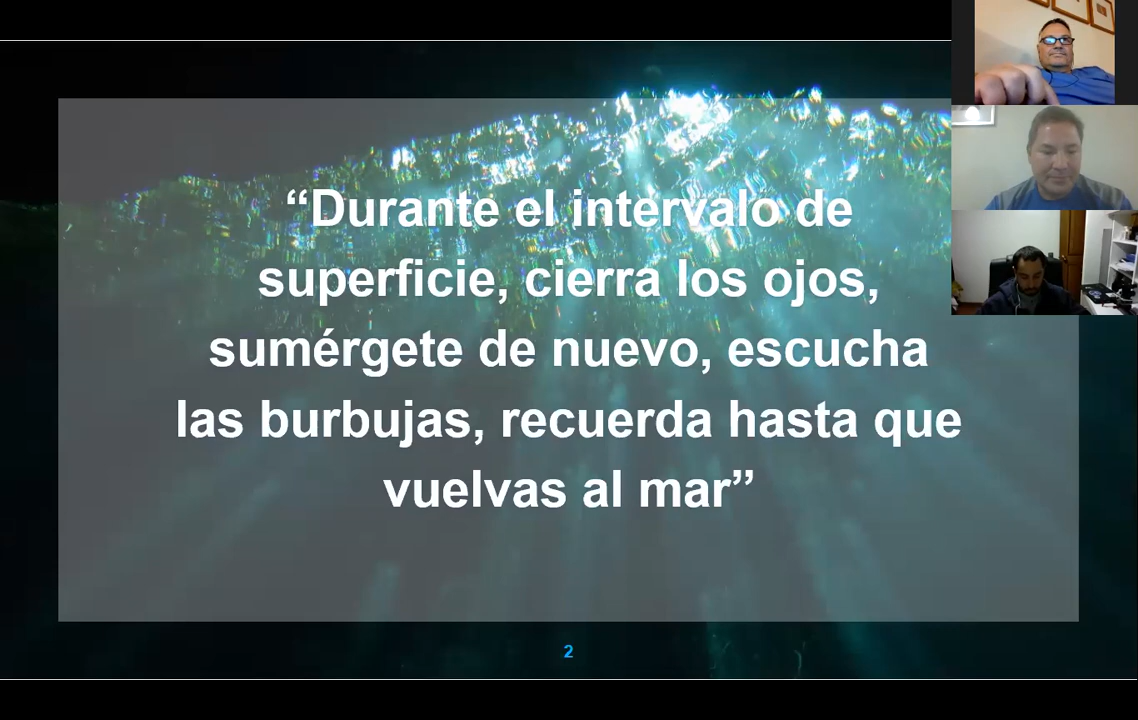 “Durante el intervalo de
superficie, cierra los ojos,
sumérgete de nuevo, escucha
las burbujas, recuerda hasta que
vuelvas al mar”
2